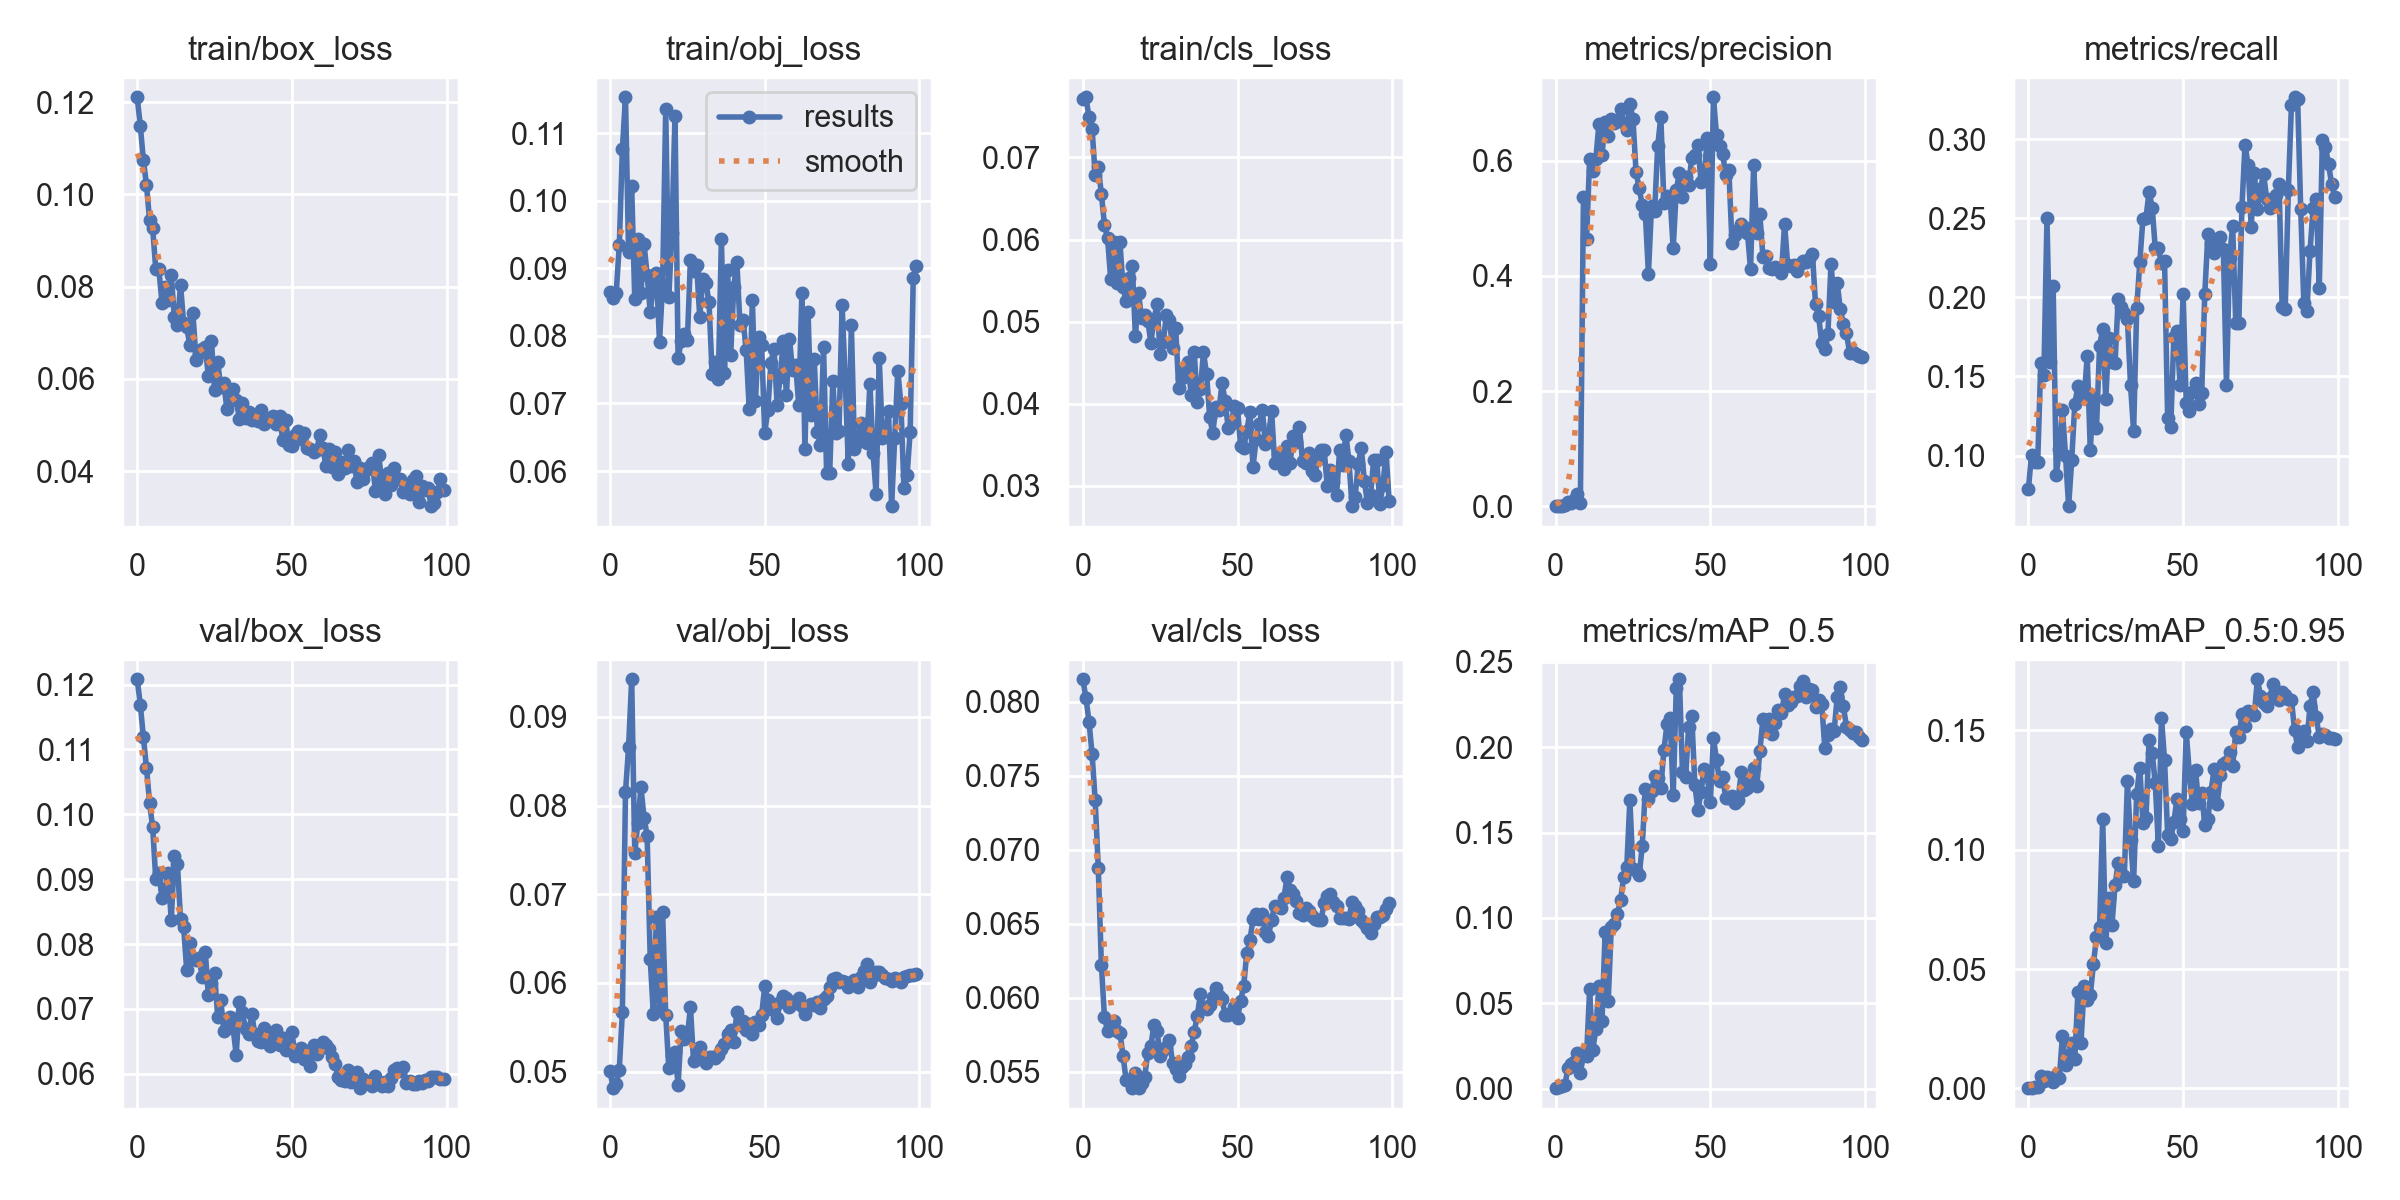 train/box_loss
0.12
0.10
0.08
0.06
0.04
0 50 100
train/obj_loss
results
smooth
0.11
0.10
0.09
0.08
0.07
0.06
0 50 100
train/cls_loss
0.07
0.06
0.05
0.04
0.03
0 50 100
metrics/precision
0.6
0.4
0.2
0.0
0 50 100
metrics/recall
0.30
0.25
0.20
0.15
0.10
0 50 100
val/box_loss
0.12
0.11
0.10
0.09
0.08
0.07
0.06
0 50 100
val/obj_loss
0.09
0.08
0.07
0.06
0.05
0 50 100
val/cls_loss
0.080
0.075
0.070
0.065
0.060
0.055
0 50 100
metrics/mAP_0.5
0.25
0.20
0.15
0.10
0.05
0.00
0 50 100
metrics/mAP_0.5:0.95
0.15
0.10
0.05
0.00
0 50 100